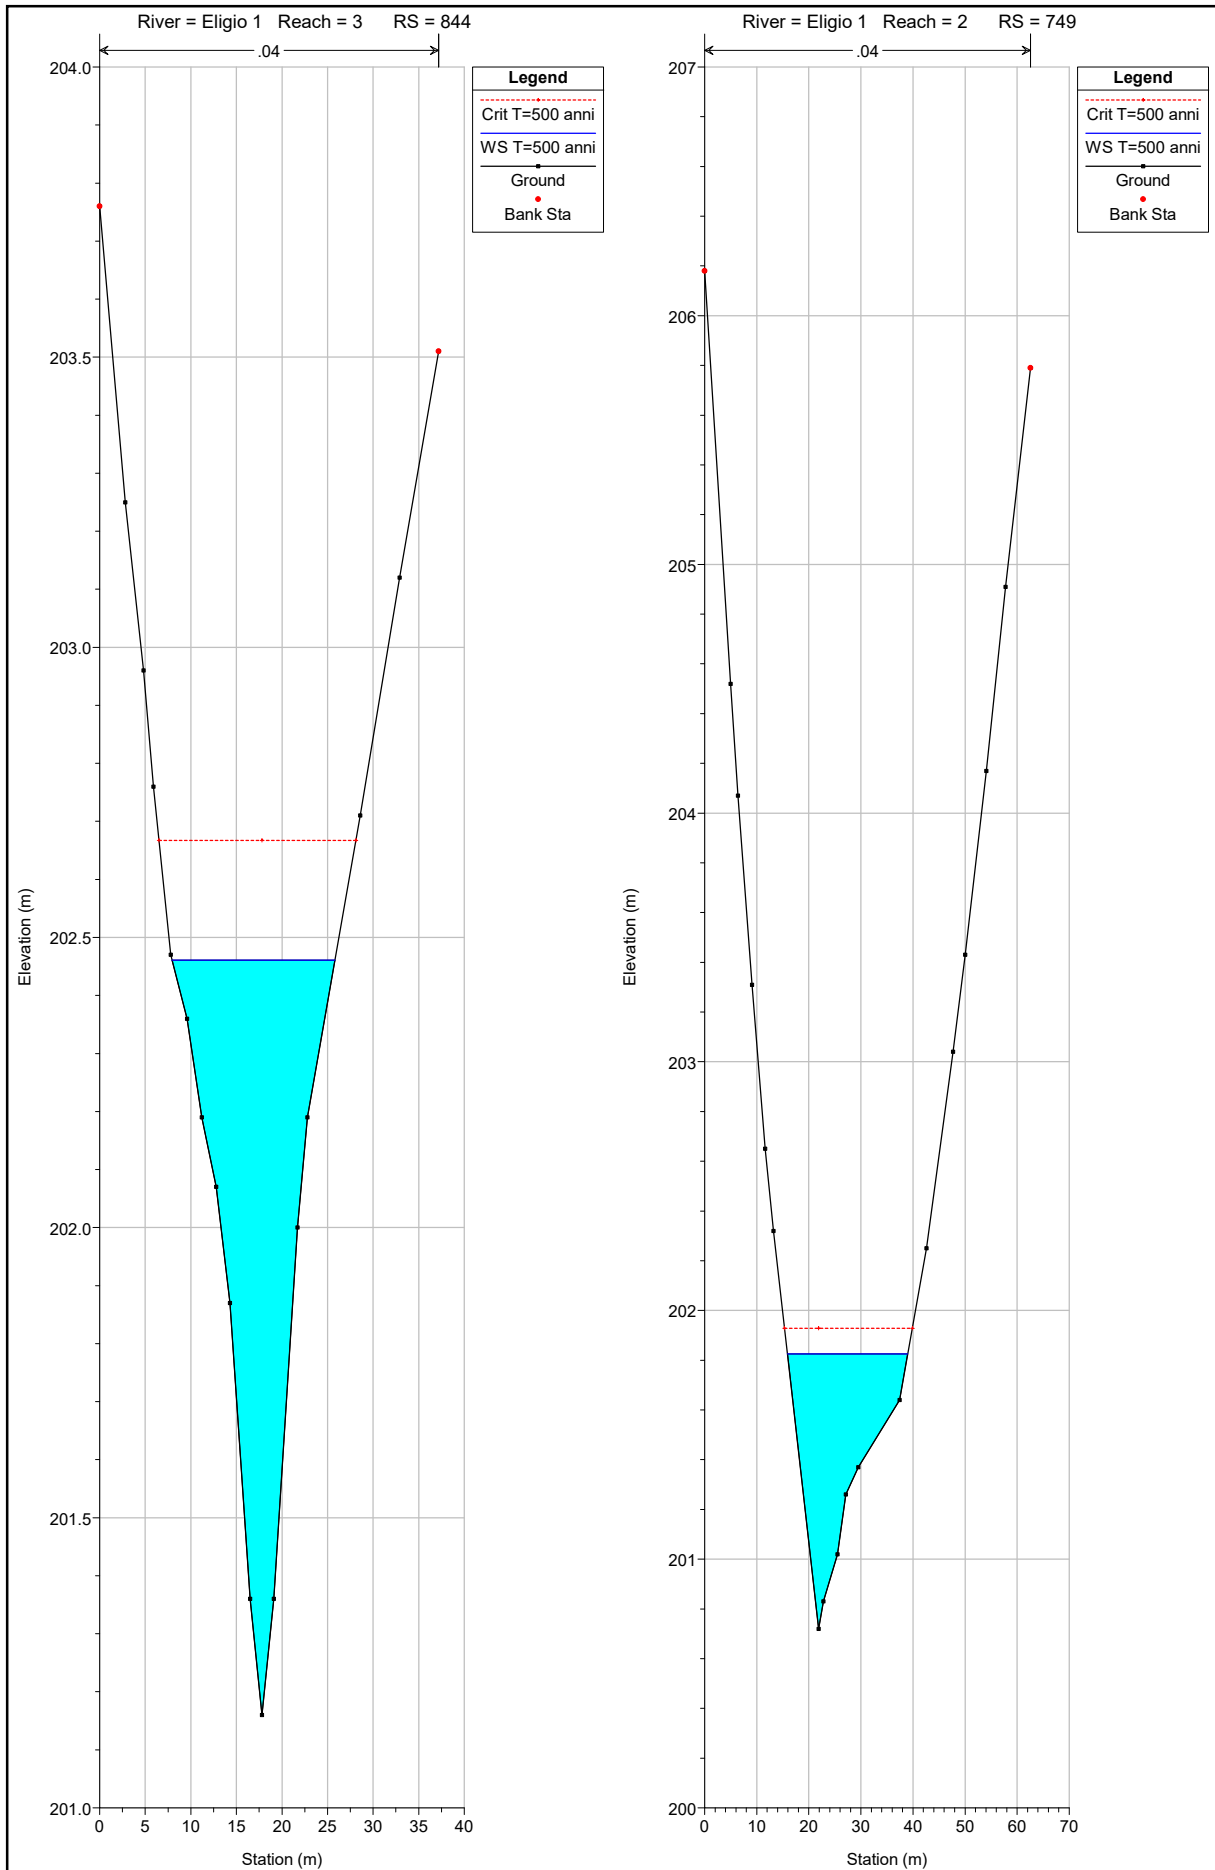 River = Eligio 1 Reach = 3 RS = 844
.04
204.0
203.5
203.0
202.5
202.0
201.5
201.0
Elevation (m)
0 5 10 15 20 25 30 35 40
Station (m)
Legend
Crit T=500 anni
WS T=500 anni
Ground
Bank Sta
River = Eligio 1 Reach = 2 RS = 749
.04
207
206
205
204
203
202
201
200
Elevation (m)
0 10 20 30 40 50 60 70
Station (m)
Legend
Crit T=500 anni
WS T=500 anni
Ground
Bank Sta